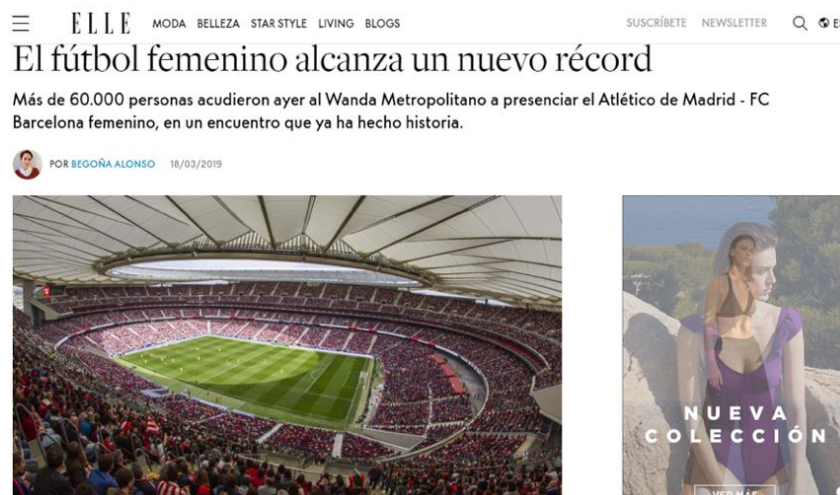 ELLE MODA BELLEZA STAR STYLE LIVING BLOGS SUSCRÍBETE NEWSLETTER
El fútbol femenino alcanza un nuevo récord
Más de 60.000 personas acudieron ayer al Wanda Metropolitano a presenciar el Atlético de Madrid - FC
Barcelona femenino, en un encuentro que ya ha hecho historia.
POR BEGOÑA ALONSO 18/03/2019
NUEVA
COLECCIÓN
VER MÁS